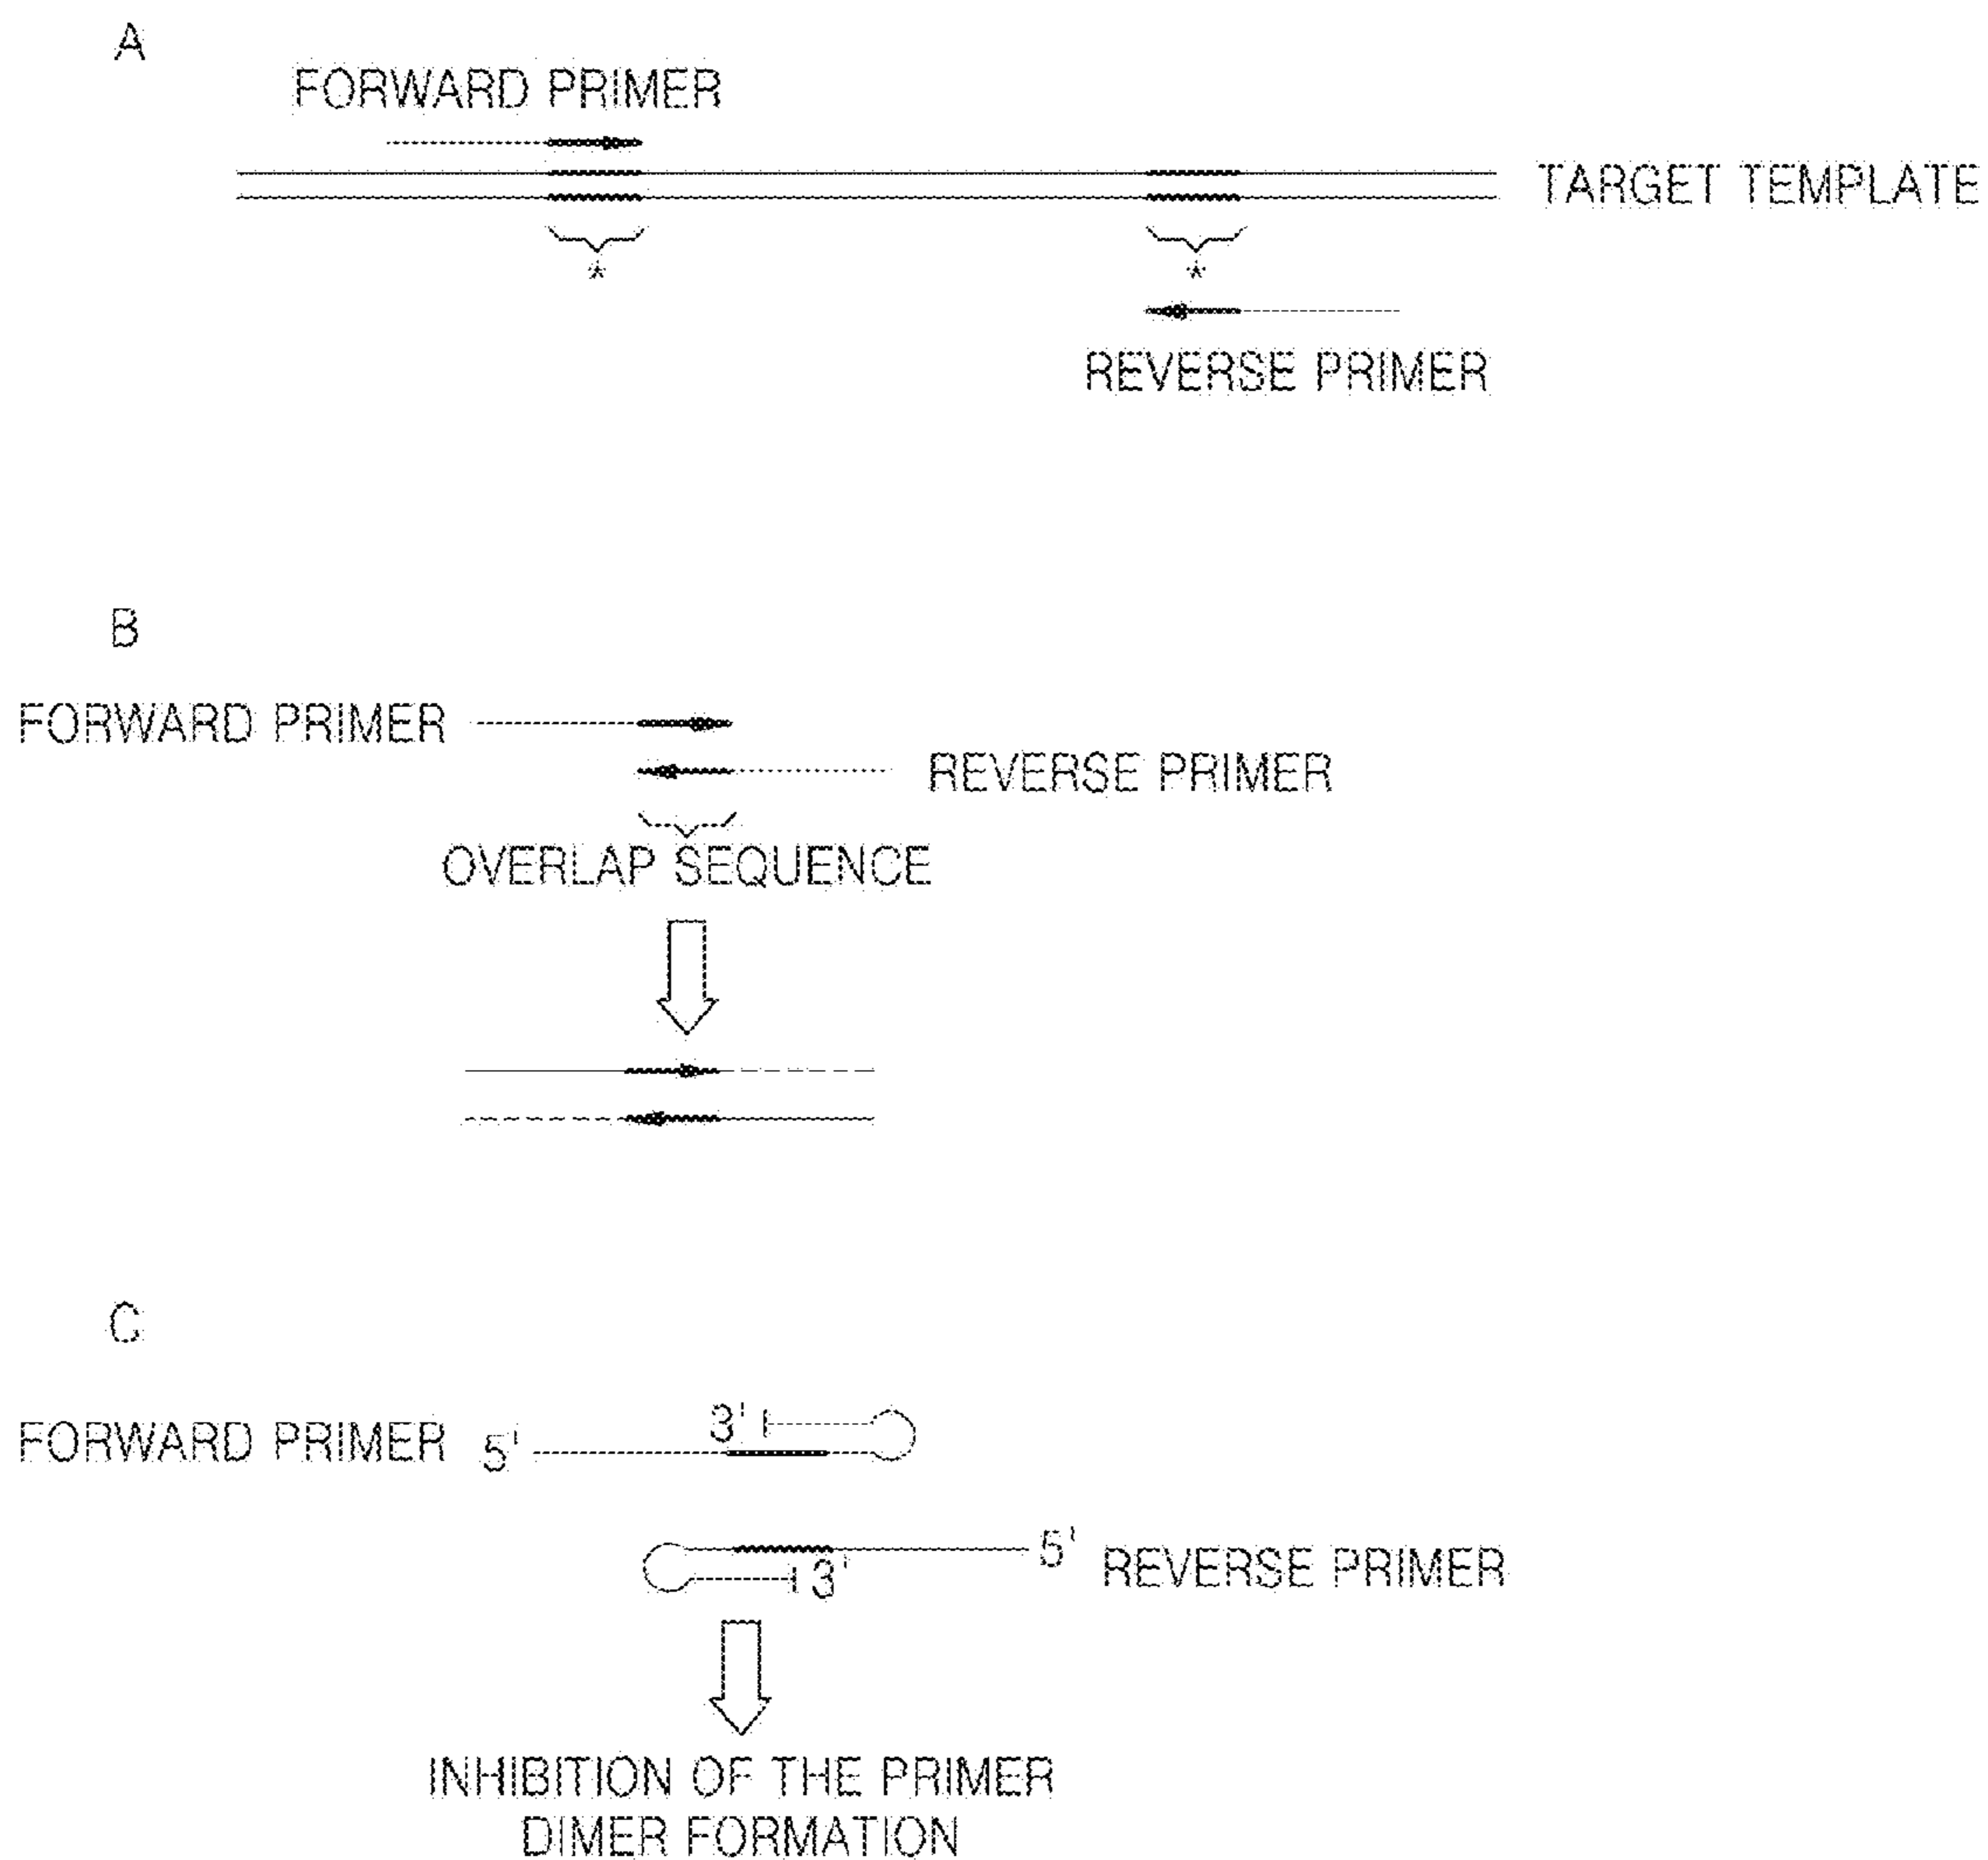 A
FORWARD PRIMER
TARGET TEMPLATE
*
*
REVERSE PRIMER
B
FORWARD PRIMER
REVERSE PRIMER
OVERLAP SEQUENCE
C
FORWARD PRIMER
5'
3'
5'
REVERSE PRIMER
3'
INHIBITION OF THE PRIMER
DIMER FORMATION